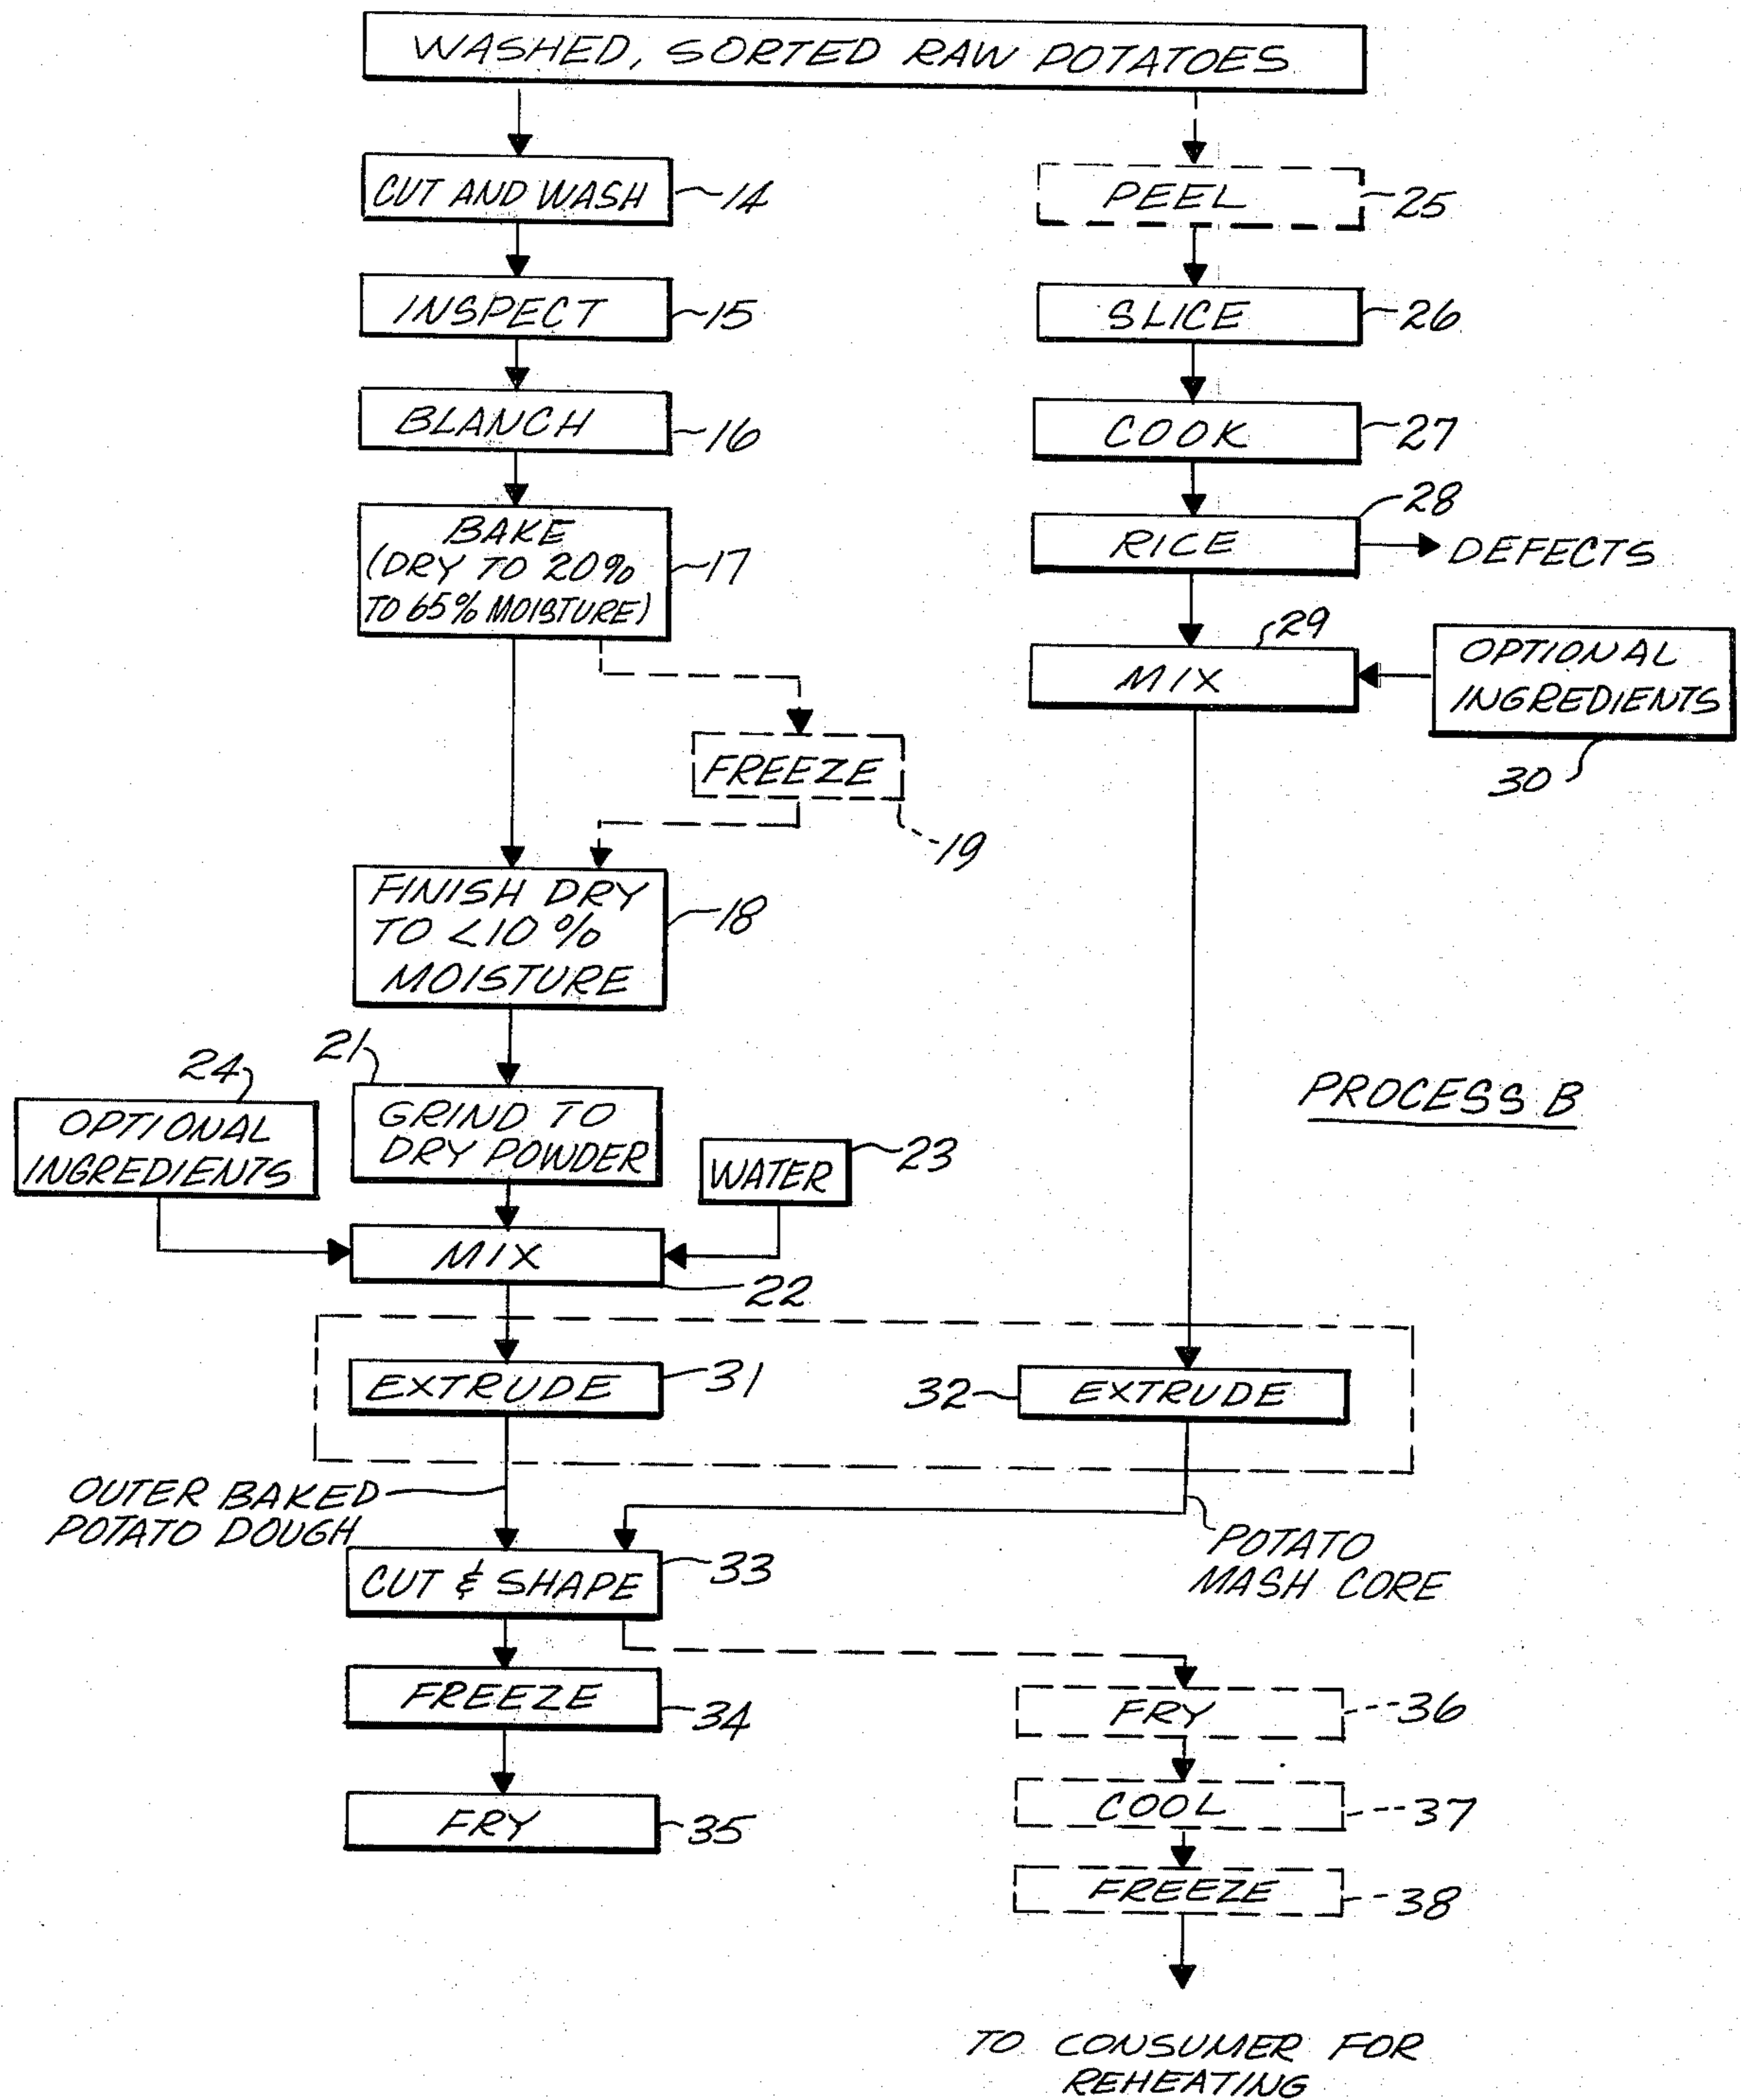 WASHED, SORTED RAW POTATOES
CUT AND WASH
14
INSPECT
15
BLANCH
16
BAKE
(DRY TO 20%
TO 65% MOISTURE)
17
FREEZE
19
FINISH DRY
TO <10%
MOISTURE
18
21
GRIND TO
DRY POWDER
24
OPTIONAL
INGREDIENTS
WATER
23
MIX
22
EXTRUDE
31
OUTER BAKED
POTATO DOUGH
CUT & SHAPE
33
FREEZE
34
FRY
35
PEEL
25
SLICE
26
COOK
27
RICE
28
DEFECTS
MIX
29
OPTIONAL
INGREDIENTS
30
PROCESS B
32
EXTRUDE
POTATO
MASH CORE
FRY
36
COOL
37
FREEZE
38
TO CONSUMER FOR
REHEATING